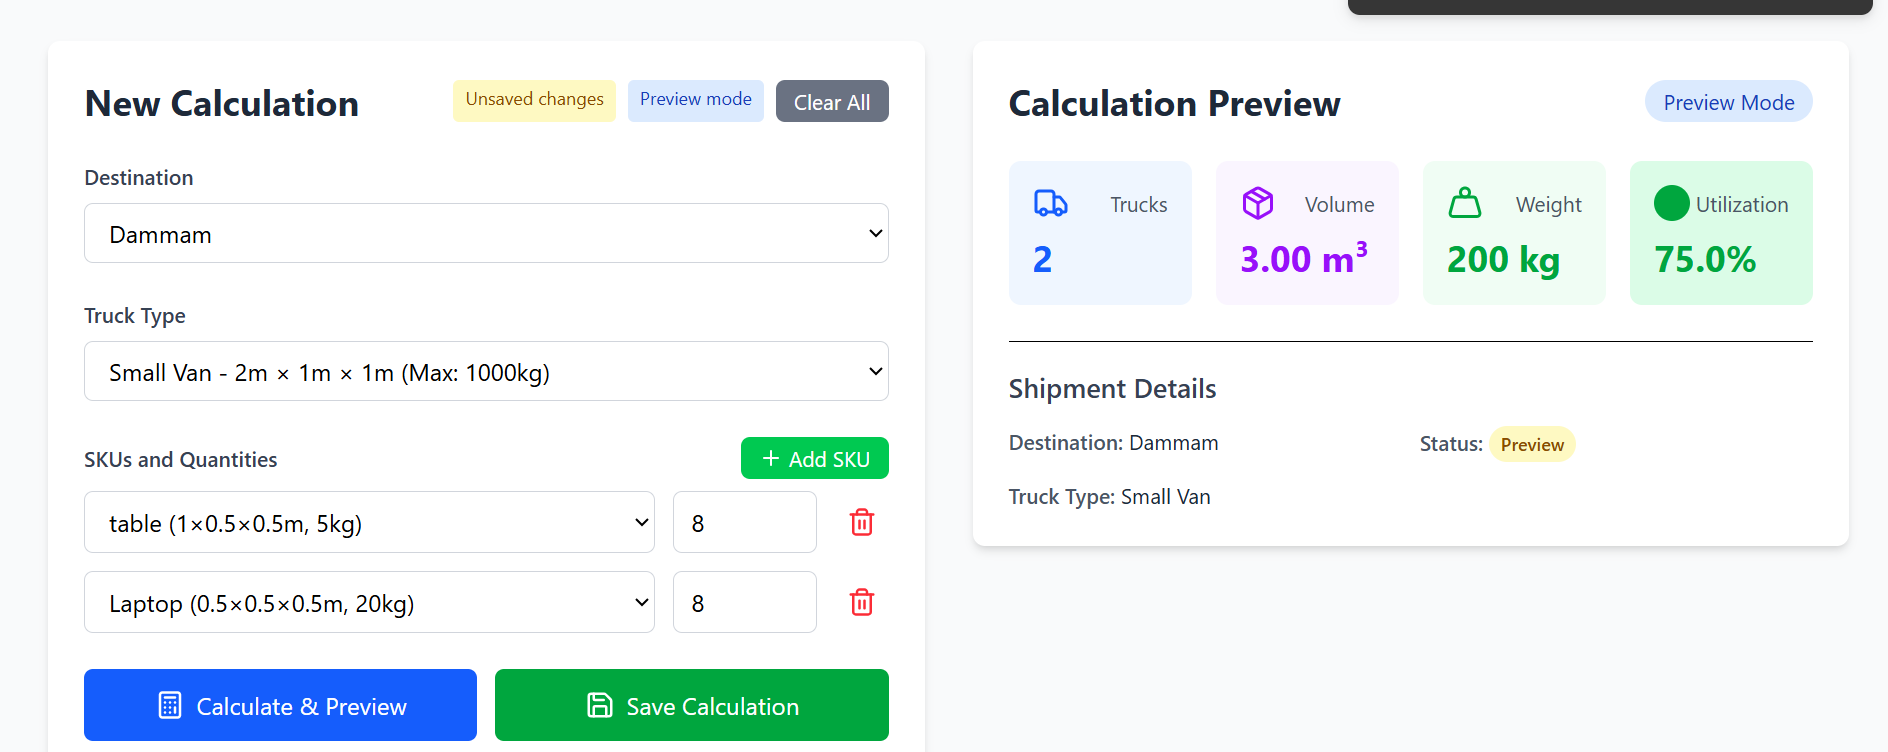 New Calculation
Unsaved changes
Preview mode
Clear All
Destination
Dammam
Truck Type
Small Van - 2m × 1m × 1m (Max: 1000kg)
SKUs and Quantities
+ Add SKU
table (1×0.5×0.5m, 5kg)
8
Laptop (0.5×0.5×0.5m, 20kg)
8
Calculate & Preview
Save Calculation
Calculation Preview
Preview Mode
Trucks
2
Volume
3.00 m³
Weight
200 kg
Utilization
75.0%
Shipment Details
Destination: Dammam
Status: Preview
Truck Type: Small Van